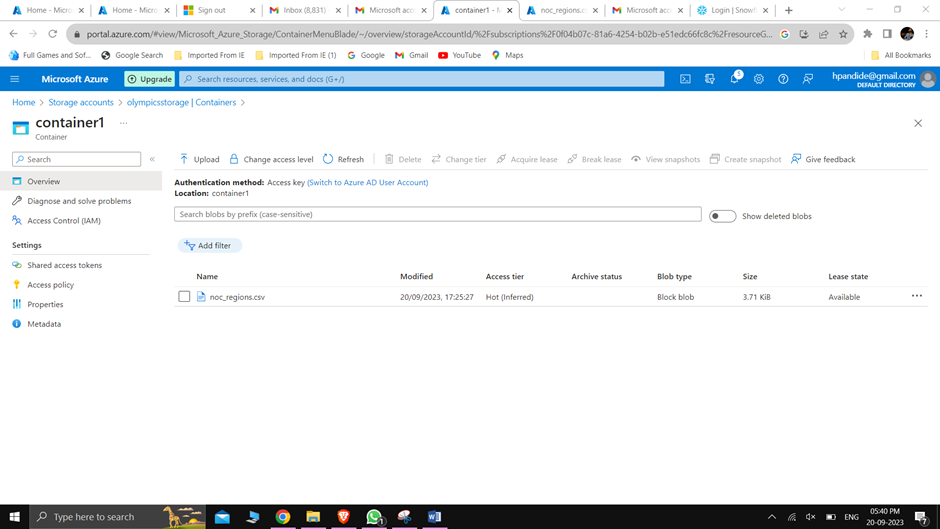 Home - Micros
Home - Micros
Sign out
Inbox (8,831)
Microsoft acc
container1 - M
noc_regions.cs
Microsoft acc
Login | Snowf
portal.azure.com/#view/Microsoft_Azure_Storage/ContainerMenuBlade/~/overview/storageAccountId/%2Fsubscriptions%2F0f04b07c-81a6-4254-b02b-e51edc66fc8c%2FresourceG...
Full Games and Sof...
Google Search
Imported From IE
Imported From IE (1)
Google
Gmail
YouTube
Maps
All Bookmarks
Microsoft Azure
Upgrade
Search resources, services, and docs (G+/)
5
hpandide@gmail.com
DEFAULT DIRECTORY
Home > Storage accounts > olympicsstorage | Containers >
container1 ...
Container
Search
Upload
Change access level
Refresh
Delete
Change tier
Acquire lease
Break lease
View snapshots
Create snapshot
Give feedback
Overview
Diagnose and solve problems
Access Control (IAM)
Settings
Shared access tokens
Access policy
Properties
Metadata
Authentication method: Access key (Switch to Azure AD User Account)
Location: container1
Search blobs by prefix (case-sensitive)
Show deleted blobs
Add filter
Name Modified Access tier Archive status Blob type Size Lease state
noc_regions.csv 20/09/2023, 17:25:27 Hot (Inferred) Block blob 3.71 KiB Available ...
Type here to search
1
ENG
05:40 PM
20-09-2023
7